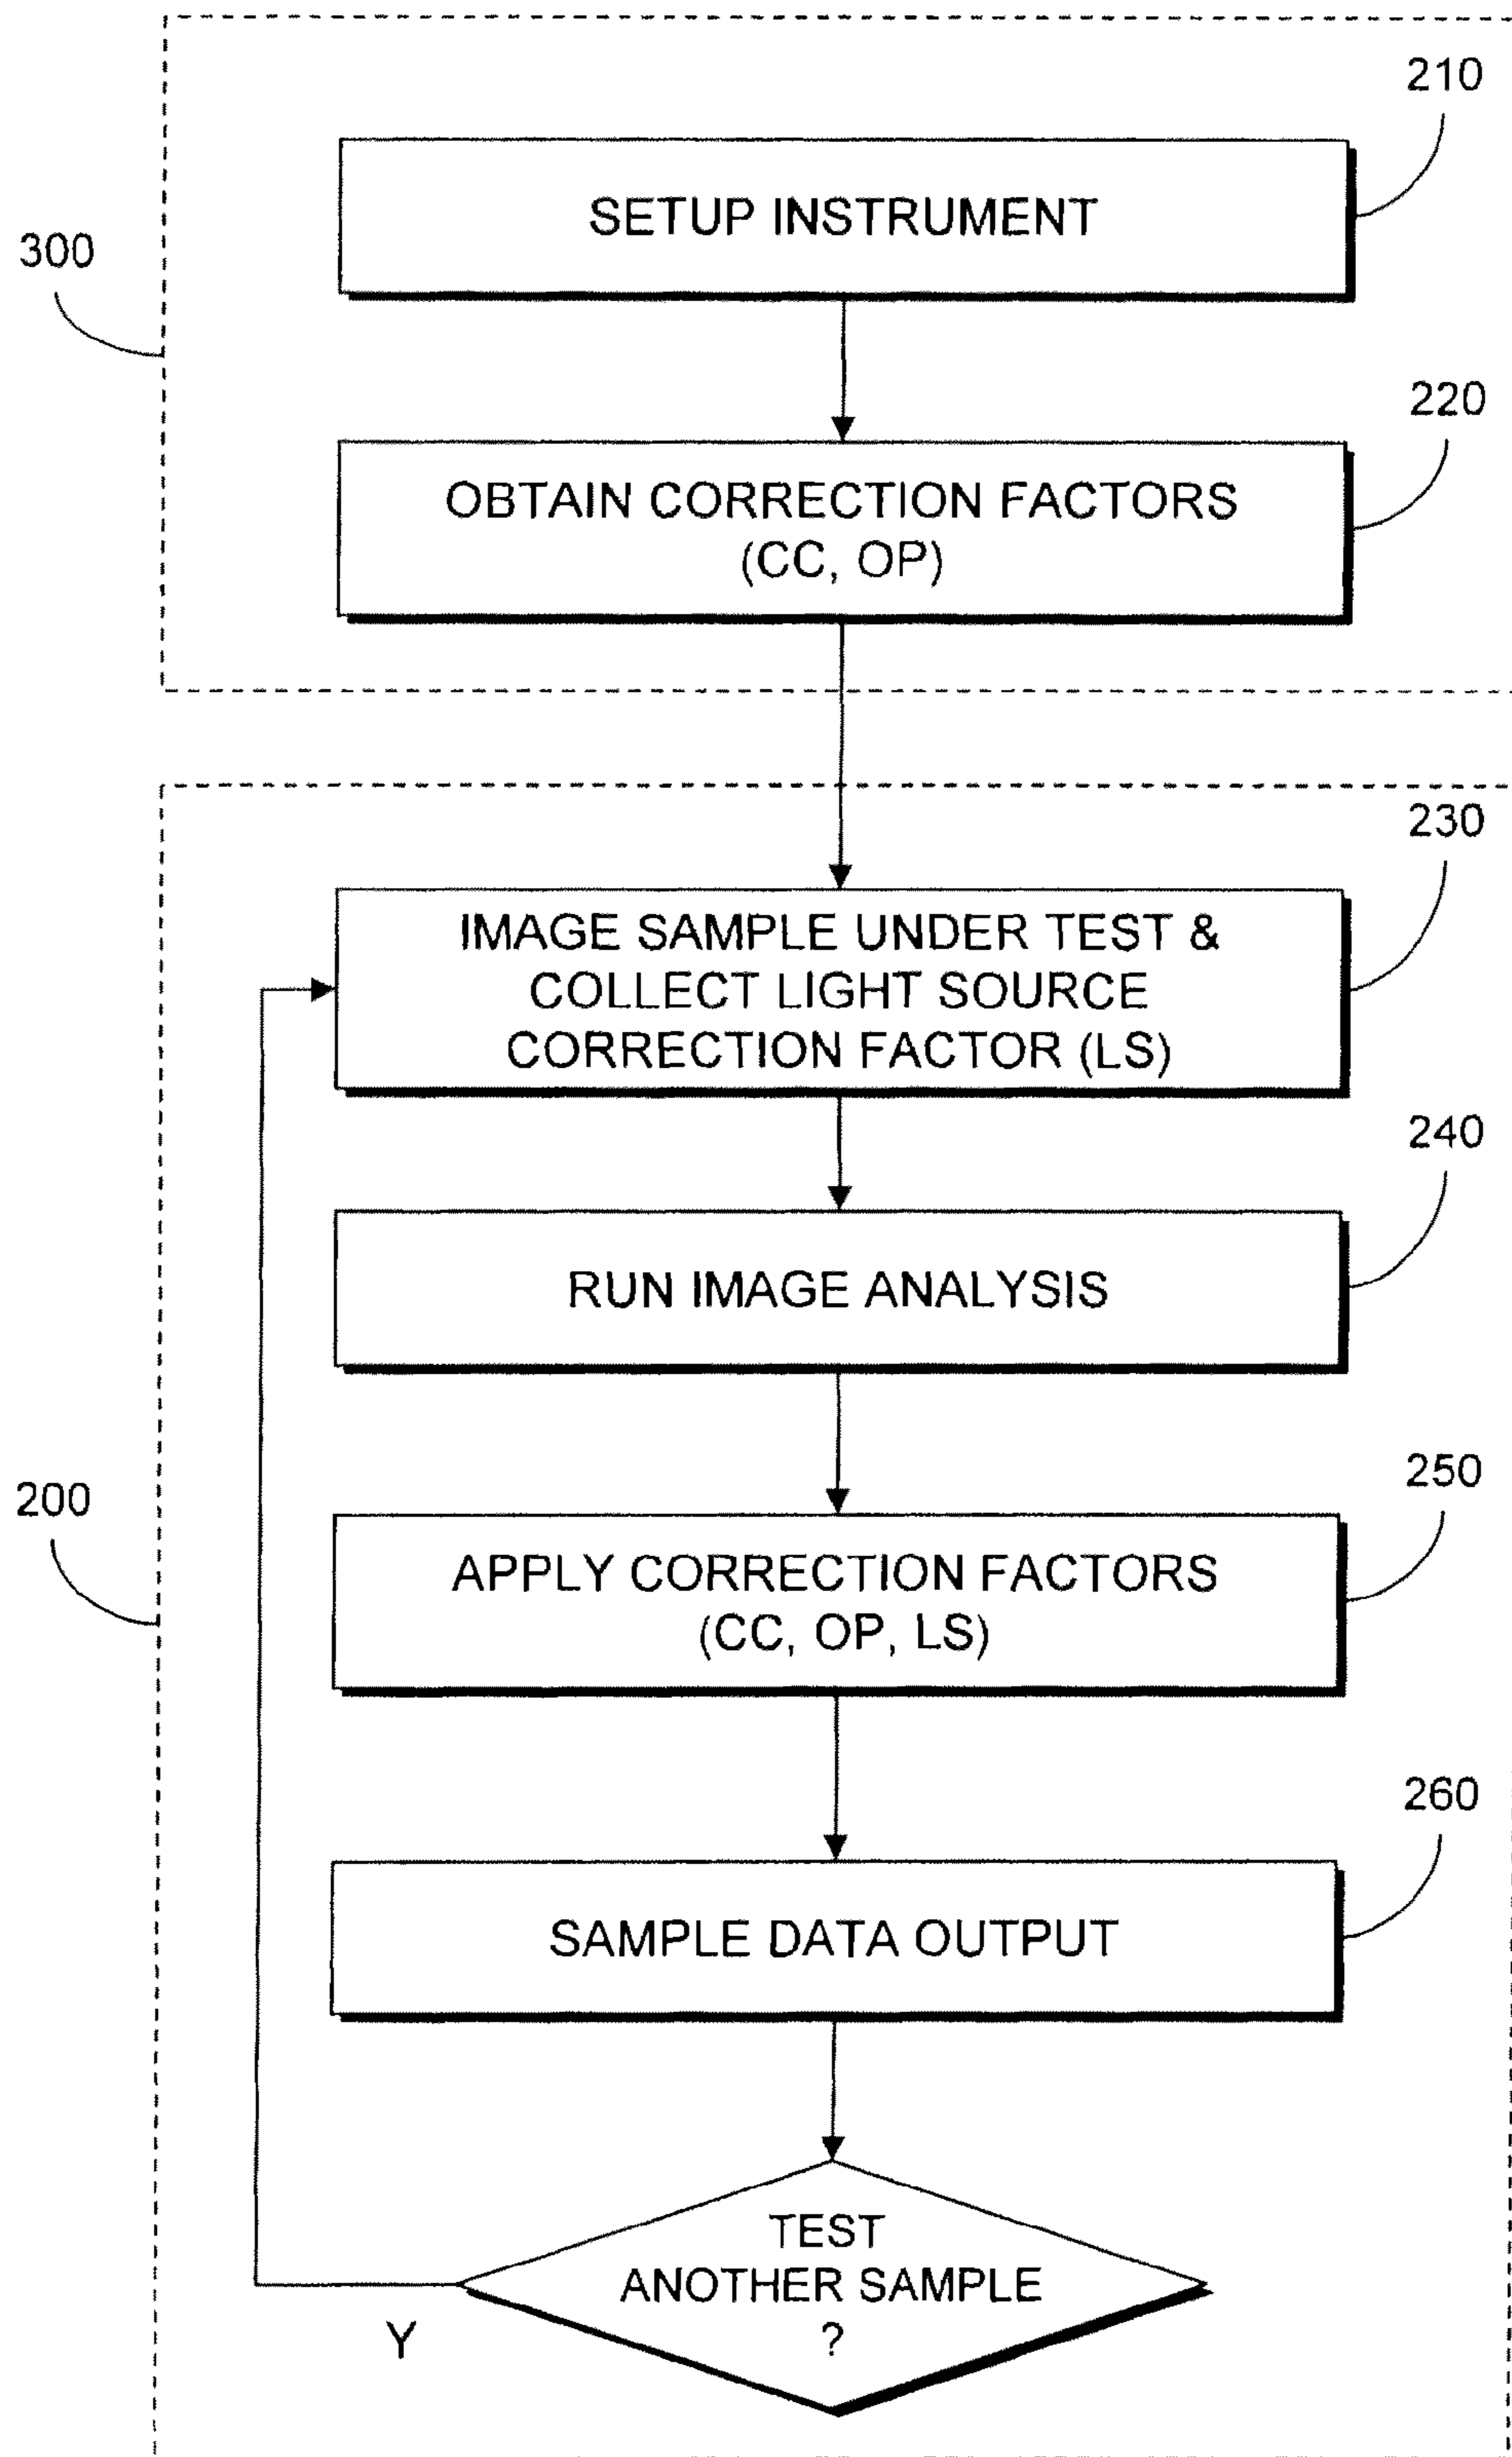 210
SETUP INSTRUMENT
300
220
OBTAIN CORRECTION FACTORS
(CC, OP)
230
IMAGE SAMPLE UNDER TEST &
COLLECT LIGHT SOURCE
CORRECTION FACTOR (LS)
240
RUN IMAGE ANALYSIS
250
200
APPLY CORRECTION FACTORS
(CC, OP, LS)
260
SAMPLE DATA OUTPUT
TEST
ANOTHER SAMPLE
?
Y